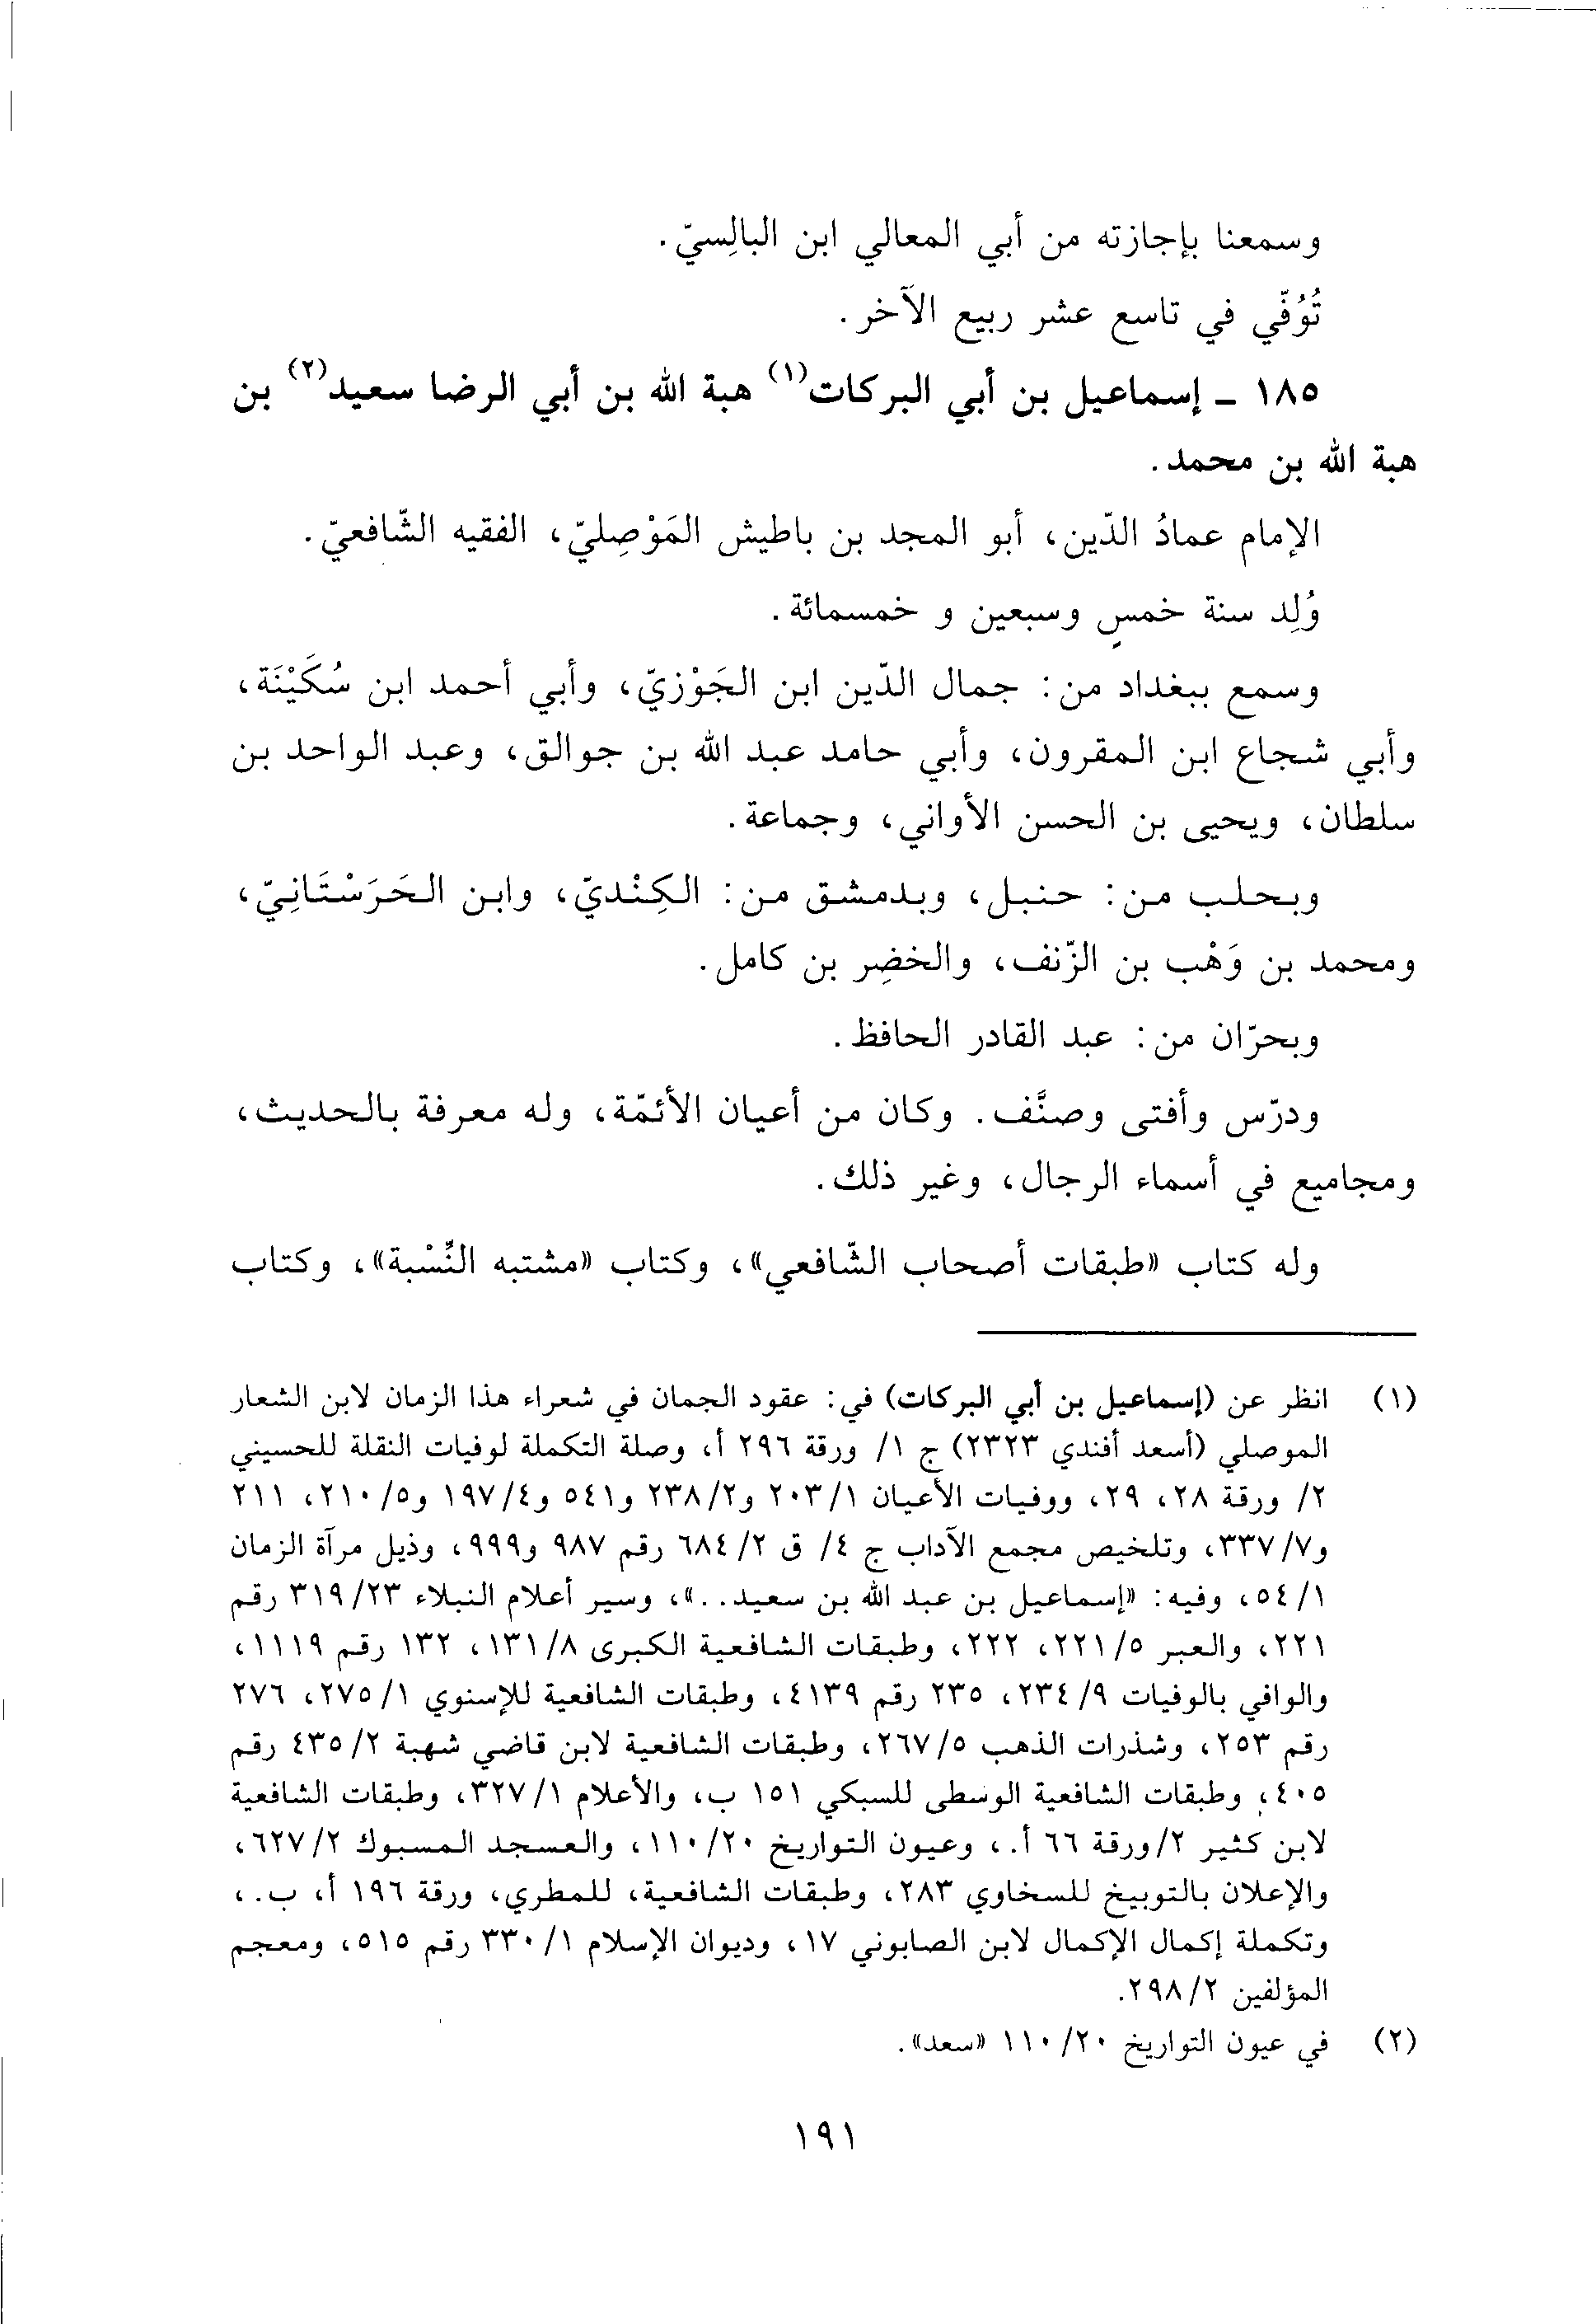 وسمعنا بإجازته من أبي المعالي ابن البالِسيّ.
تُوُفّي في تاسع عشر ربيع الآخر.
١٨٥ ـ إسماعيل بن أبي البركات(١) هبة الله بن أبي الرضا سعيد(٢) بن
هبة الله بن محمد.
الإمام عمادُ الدّين، أبو المجد بن باطيش المَوْصِليّ، الفقيه الشّافعيّ.
وُلِد سنة خمسٍ وسبعين و خمسمائة.
وسمع ببغداد من: جمال الدّين ابن الجَوْزيّ، وأبي أحمد ابن سُكَيْنَة،
وأبي شجاع ابن المقرون، وأبي حامد عبد الله بن جوالق، وعبد الواحد بن
سلطان، ويحيى بن الحسن الأواني، وجماعة.
وبحلب من: حنبل، وبدمشق من: الكِنْديّ، وابن الحَرَسْتَانِيّ،
ومحمد بن وَهْب بن الزّنف، والخضِر بن كامل.
وبحرّان من: عبد القادر الحافظ.
ودرّس وأفتى وصنَّف. وكان من أعيان الأئمّة، وله معرفة بالحديث،
ومجاميع في أسماء الرجال، وغير ذلك.
وله كتاب «طبقات أصحاب الشّافعي»، وكتاب «مشتبه النِّسْبة»، وكتاب
(١) انظر عن (إسماعيل بن أبي البركات) في: عقود الجمان في شعراء هذا الزمان لابن الشعار
الموصلي (أسعد أفندي ٢٣٢٣) ج ١/ ورقة ٢٩٦ أ، وصلة التكملة لوفيات النقلة للحسيني
٢/ ورقة ٢٨، ٢٩، ووفيات الأعيان ٢٠٣/١ و٢٣٨/٢ و٥٤١ و١٩٧/٤ و٢١٠/٥، ٢١١
و٣٣٧/٧، وتلخيص مجمع الآداب ج ٤/ ق ٦٨٤/٢ رقم ٩٨٧ و٩٩٩، وذيل مرآة الزمان
٥٤/١، وفيه: «إسماعيل بن عبد الله بن سعيد..»، وسير أعلام النبلاء ٣١٩/٢٣ رقم
٢٢١، والعبر ٢٢١/٥، ٢٢٢، وطبقات الشافعية الكبرى ١٣١/٨، ١٣٢ رقم ١١١٩،
والوافي بالوفيات ٢٣٤/٩، ٢٣٥ رقم ٤١٣٩، وطبقات الشافعية للإسنوي ٢٧٥/١، ٢٧٦
رقم ٢٥٣، وشذرات الذهب ٢٦٧/٥، وطبقات الشافعية لابن قاضي شهبة ٤٣٥/٢ رقم
٤٠٥، وطبقات الشافعية الوسطى للسبكي ١٥١ ب، والأعلام ٣٢٧/١، وطبقات الشافعية
لابن كثير ٢/ورقة ٦٦ أ.، وعيون التواريخ ١١٠/٢٠، والعسجد المسبوك ٦٢٧/٢،
والإعلان بالتوبيخ للسخاوي ٢٨٣، وطبقات الشافعية، للمطري، ورقة ١٩٦ أ، ب..،
وتكملة إكمال الإكمال لابن الصابوني ١٧، وديوان الإسلام ٣٣٠/١ رقم ٥١٥، ومعجم
المؤلفين ٢٩٨/٢.
(٢) في عيون التواريخ ١١٠/٢٠ «سعد».
١٩١